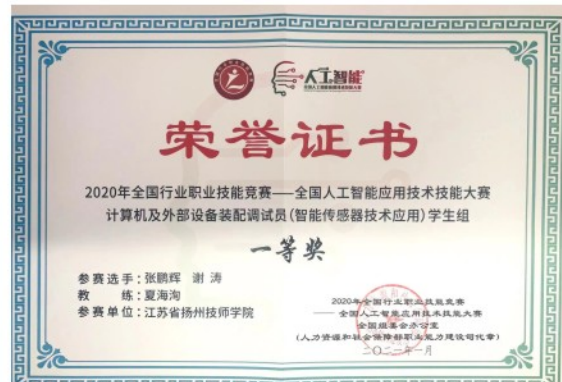 人工智能
荣誉证书
2020年全国行业职业技能竞赛——全国人工智能应用技术技能大赛
计算机及外部设备装配调试员(智能传感器技术应用)学生组
一等奖
参赛选手:张鹏辉 谢涛
教 练:夏海洵
参赛单位:江苏省扬州技师学院
2020年全国行业职业技能竞赛
—— 全国人工智能应用技术技能大赛
全国组委会办公室
(人力资源和社会保障部职业能力建设司代章)
二〇二一年一月